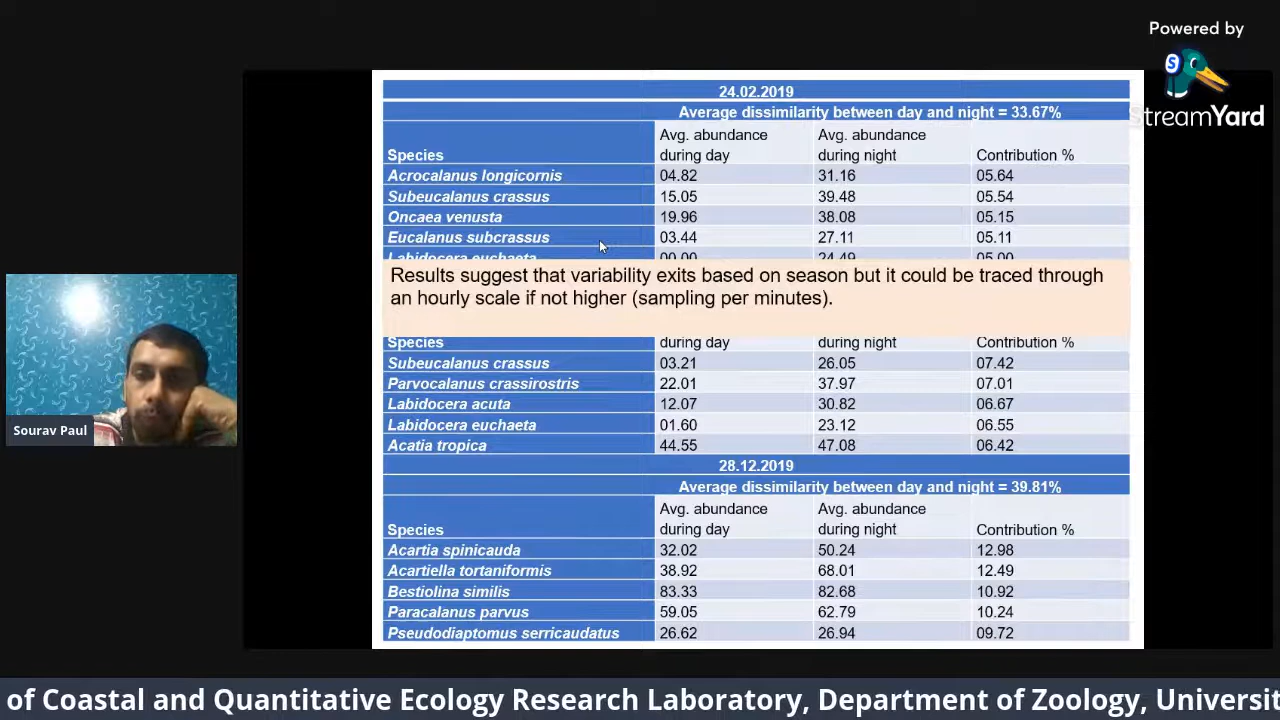 Powered by
StreamYard
24.02.2019
Average dissimilarity between day and night = 33.67%
Species Avg. abundance during day Avg. abundance during night Contribution %
Acrocalanus longicornis 04.82 31.16 05.64
Subeucalanus crassus 15.05 39.48 05.54
Oncaea venusta 19.96 38.08 05.15
Eucalanus subcrassus 03.44 27.11 05.11
Labidocera euchaeta 00.00 24.49 05.00
Results suggest that variability exits based on season but it could be traced through
an hourly scale if not higher (sampling per minutes).
Species during day during night Contribution %
Subeucalanus crassus 03.21 26.05 07.42
Parvocalanus crassirostris 22.01 37.97 07.01
Labidocera acuta 12.07 30.82 06.67
Labidocera euchaeta 01.60 23.12 06.55
Acatia tropica 44.55 47.08 06.42
28.12.2019
Average dissimilarity between day and night = 39.81%
Species Avg. abundance during day Avg. abundance during night Contribution %
Acartia spinicauda 32.02 50.24 12.98
Acartiella tortaniformis 38.92 68.01 12.49
Bestiolina similis 83.33 82.68 10.92
Paracalanus parvus 59.05 62.79 10.24
Pseudodiaptomus serricaudatus 26.62 26.94 09.72
Sourav Paul
of Coastal and Quantitative Ecology Research Laboratory, Department of Zoology, Universit